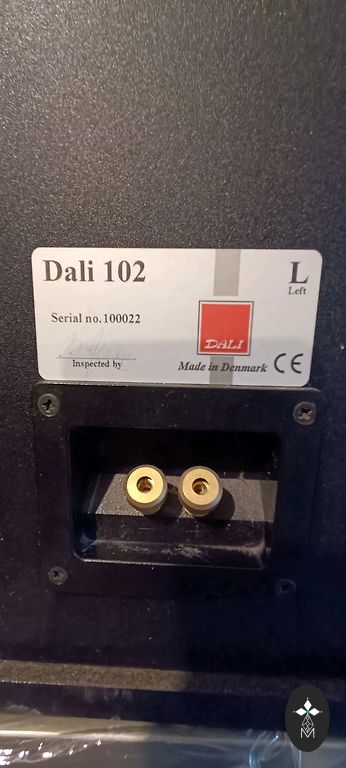 Dali 102
L
Left
Serial no. 100022
DALI
Inspected by
Made in Denmark CE
M